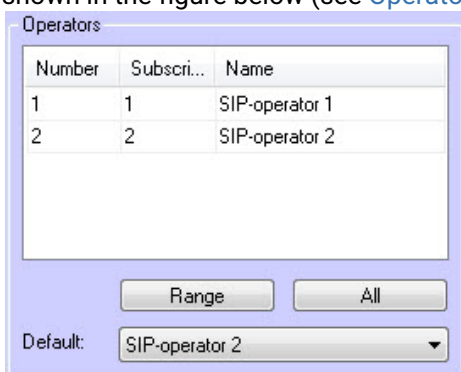 shown in the figure below (see Operato
Operators
Number Subscri... Name
1 1 SIP-operator 1
2 2 SIP-operator 2
Range All
Default: SIP-operator 2